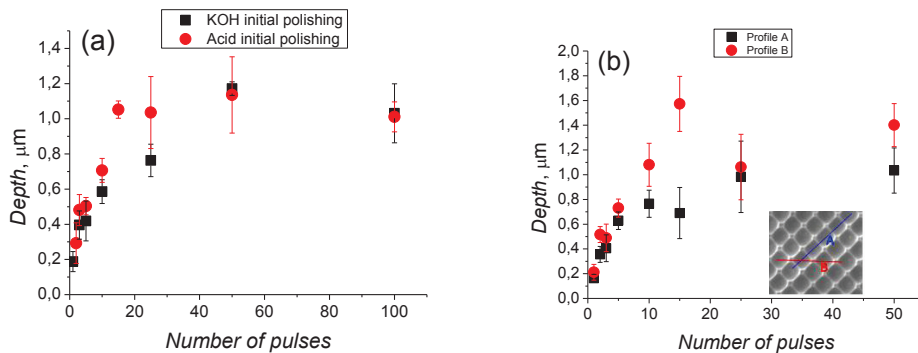 (a)
KOH initial polishing
Acid initial polishing
1,4
1,2
1,0
0,8
0,6
0,4
0,2
0,0
Depth, μm
0 20 40 60 80 100
Number of pulses
(b)
Profile A
Profile B
2,0
1,8
1,6
1,4
1,2
1,0
0,8
0,6
0,4
0,2
0,0
Depth, μm
A
B
0 10 20 30 40 50
Number of pulses